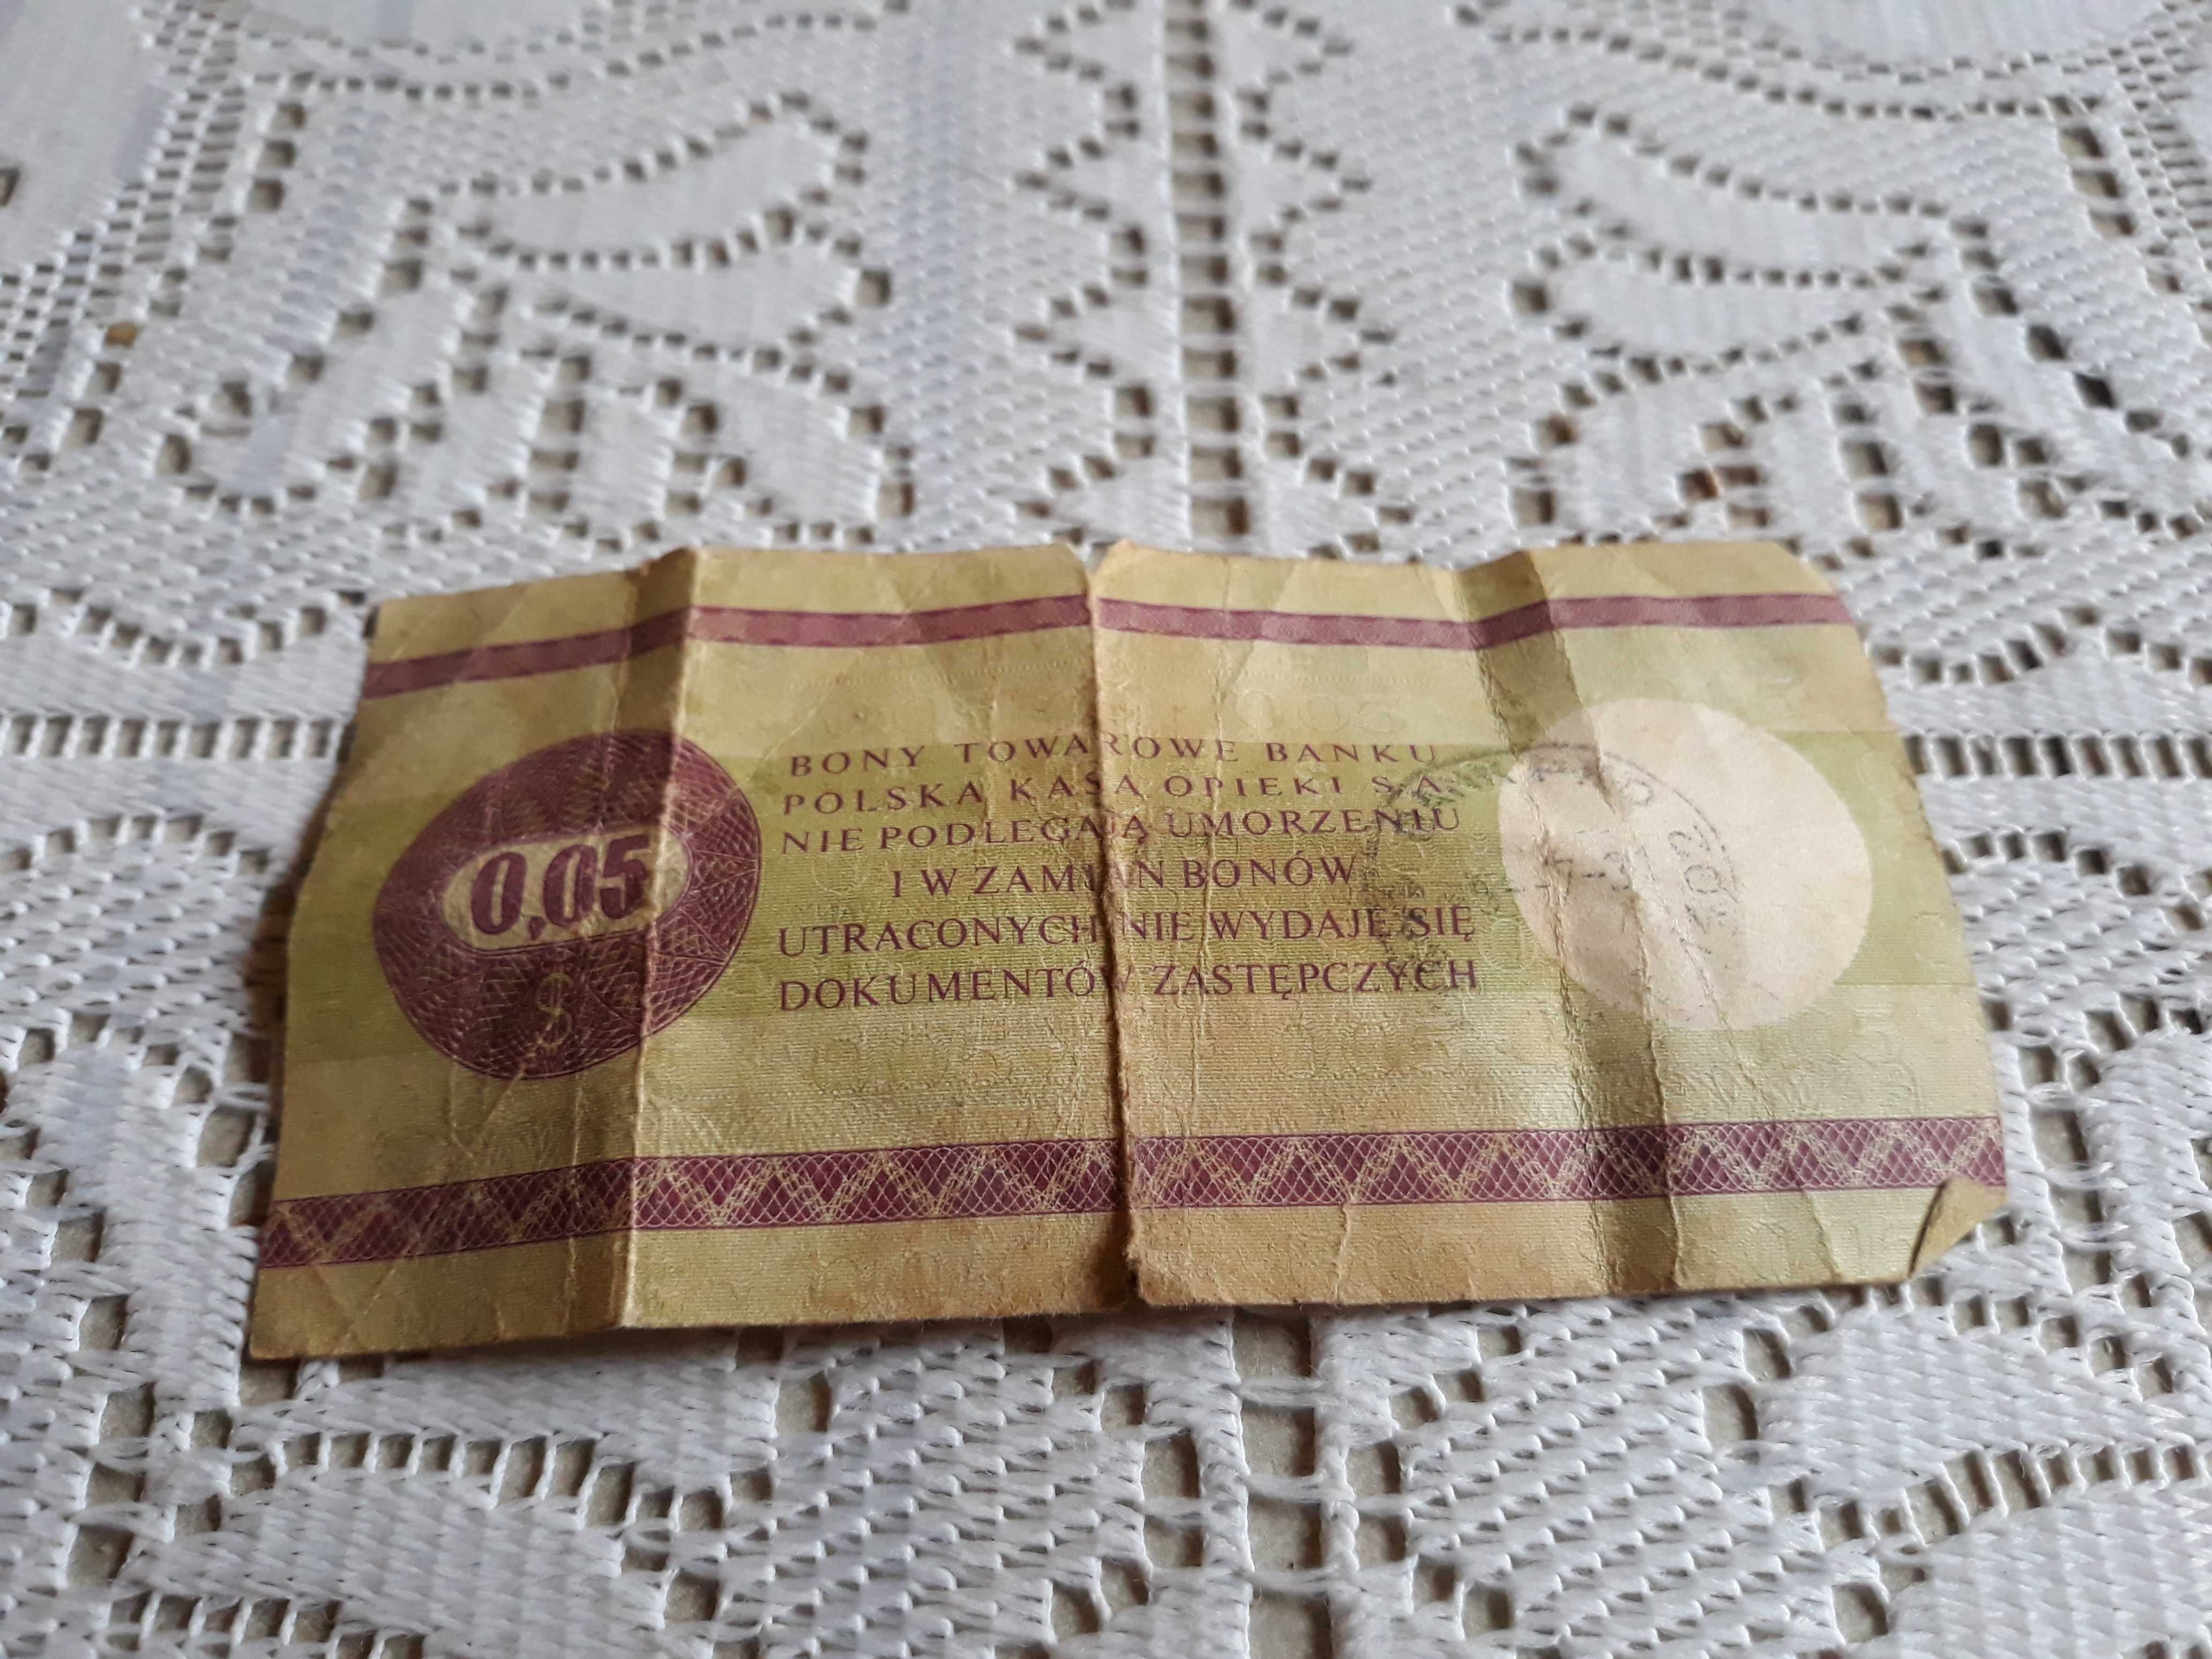 0,05
$
BONY TOWAROWE BANKU
POLSKA KASA OPIEKI S.A.
NIE PODLEGAJĄ UMORZENIU
I W ZAMIAN BONÓW
UTRACONYCH NIE WYDAJE SIĘ
DOKUMENTÓW ZASTĘPCZYCH